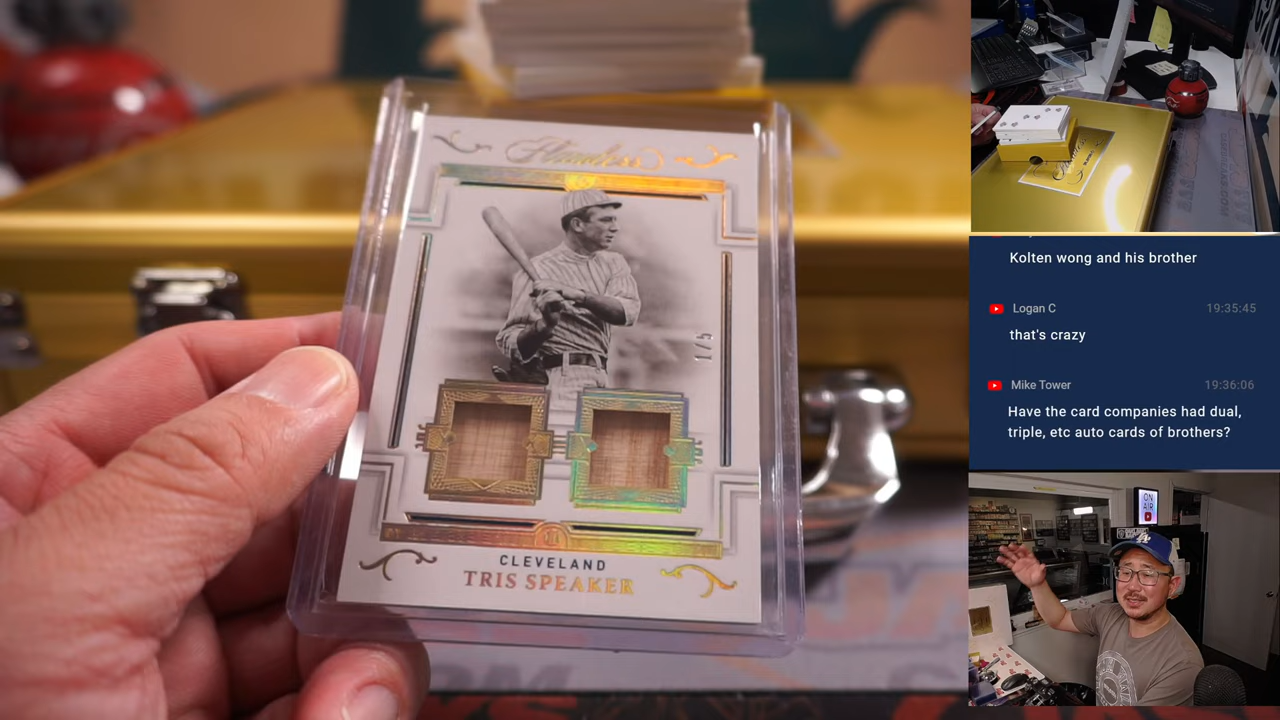 Flawless
1/5
CLEVELAND
TRIS SPEAKER
Kolten wong and his brother
Logan C 19:35:45
that's crazy
Mike Tower 19:36:06
Have the card companies had dual,
triple, etc auto cards of brothers?
ON
AIR
LA